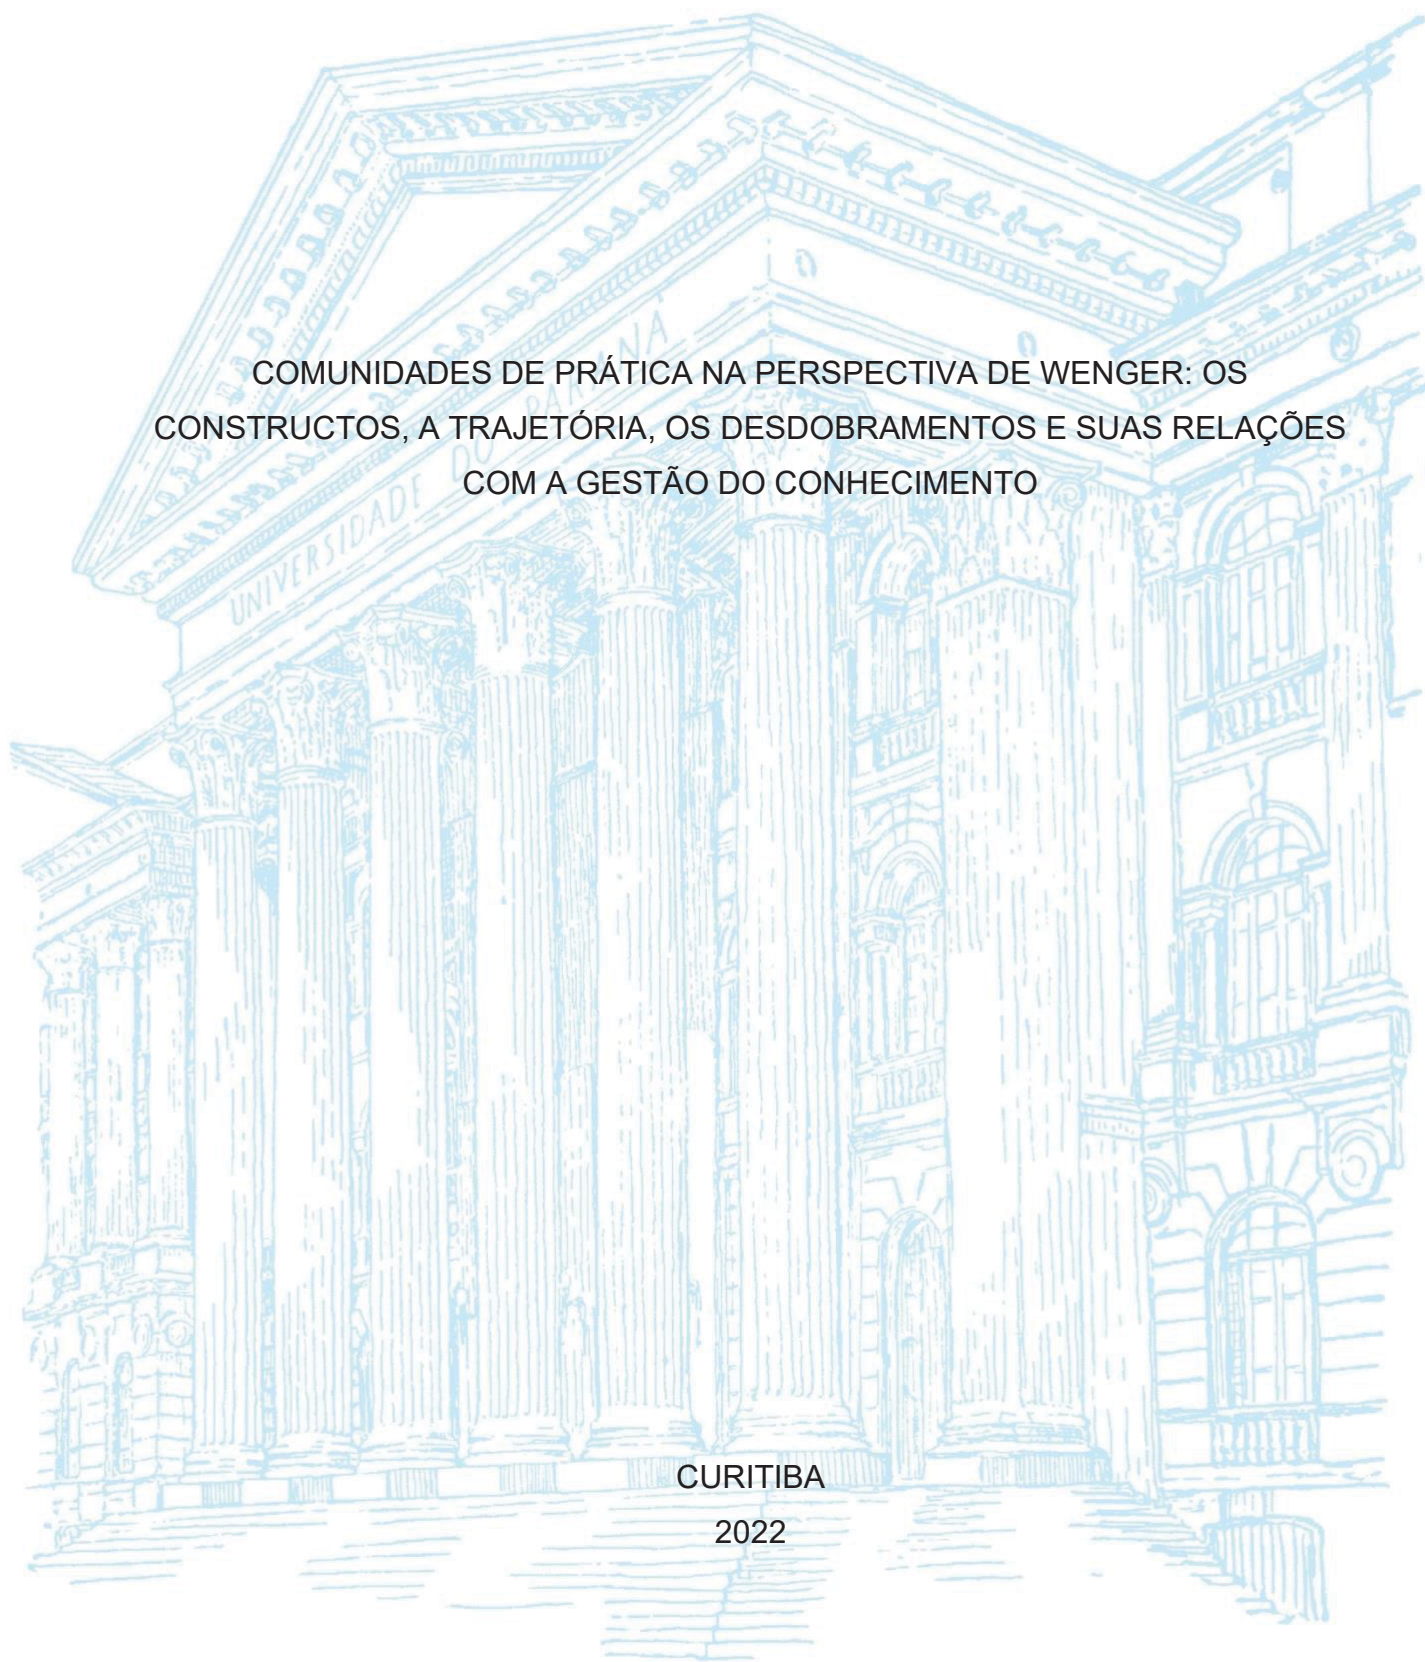 COMUNIDADES DE PRÁTICA NA PERSPECTIVA DE WENGER: OS
CONSTRUCTOS, A TRAJETÓRIA, OS DESDOBRAMENTOS E SUAS RELAÇÕES
COM A GESTÃO DO CONHECIMENTO
UNIVERSIDADE DO PARANÁ
CURITIBA
2022